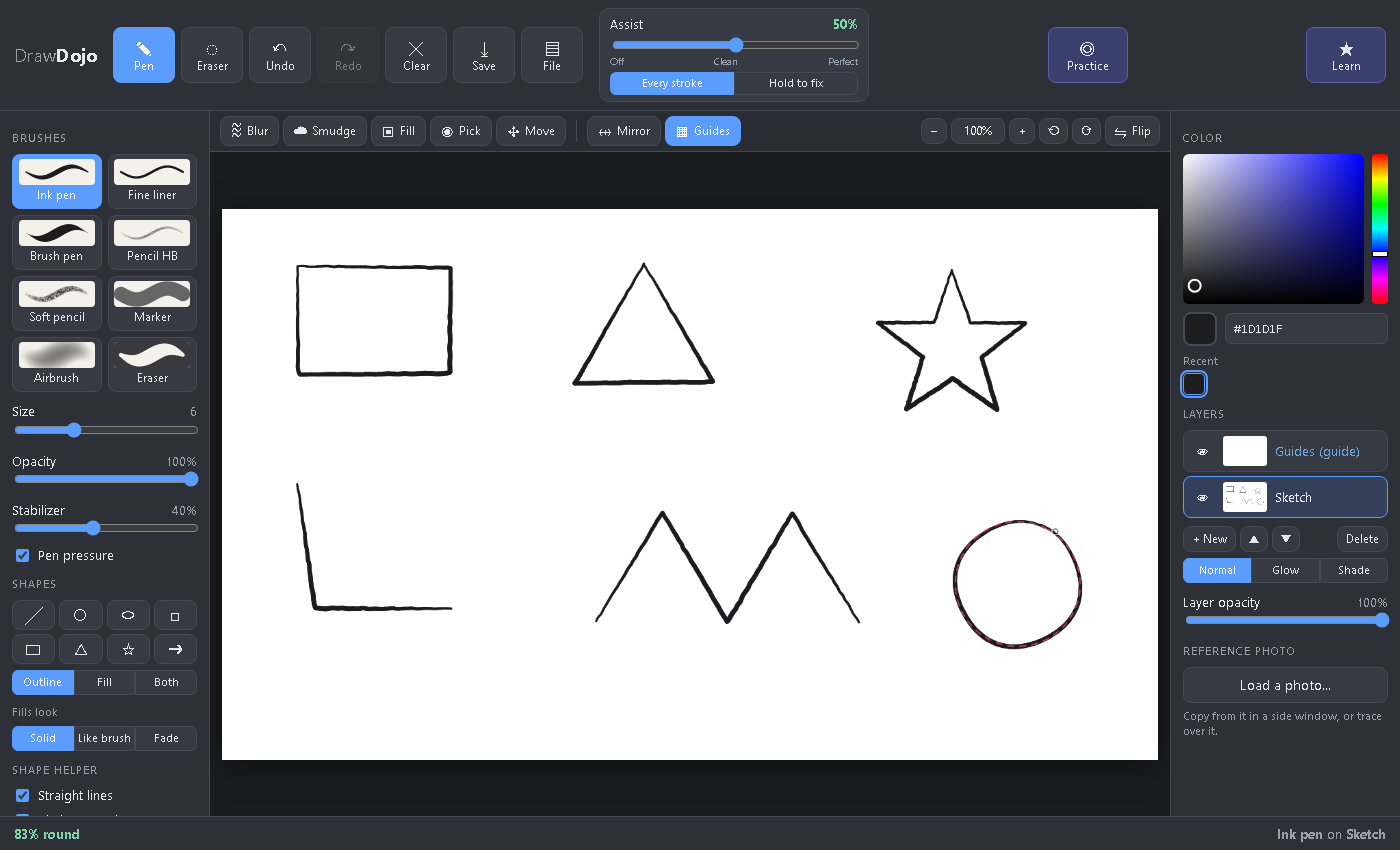 DrawDojo
Pen
Eraser
Undo
Redo
Clear
Save
File
Assist 50%
Off Clean Perfect
Every stroke Hold to fix
Practice
Learn
BRUSHES
Ink pen Fine liner
Brush pen Pencil HB
Soft pencil Marker
Airbrush Eraser
Size 6
Opacity 100%
Stabilizer 40%
Pen pressure
SHAPES
Outline Fill Both
Fills look
Solid Like brush Fade
SHAPE HELPER
Straight lines
Blur Smudge Fill Pick Move Mirror Guides
− 100% + Flip
COLOR
#1D1D1F
Recent
LAYERS
Guides (guide)
Sketch
+ New ▲ ▼ Delete
Normal Glow Shade
Layer opacity 100%
REFERENCE PHOTO
Load a photo...
Copy from it in a side window, or trace
over it.
83% round
Ink pen on Sketch